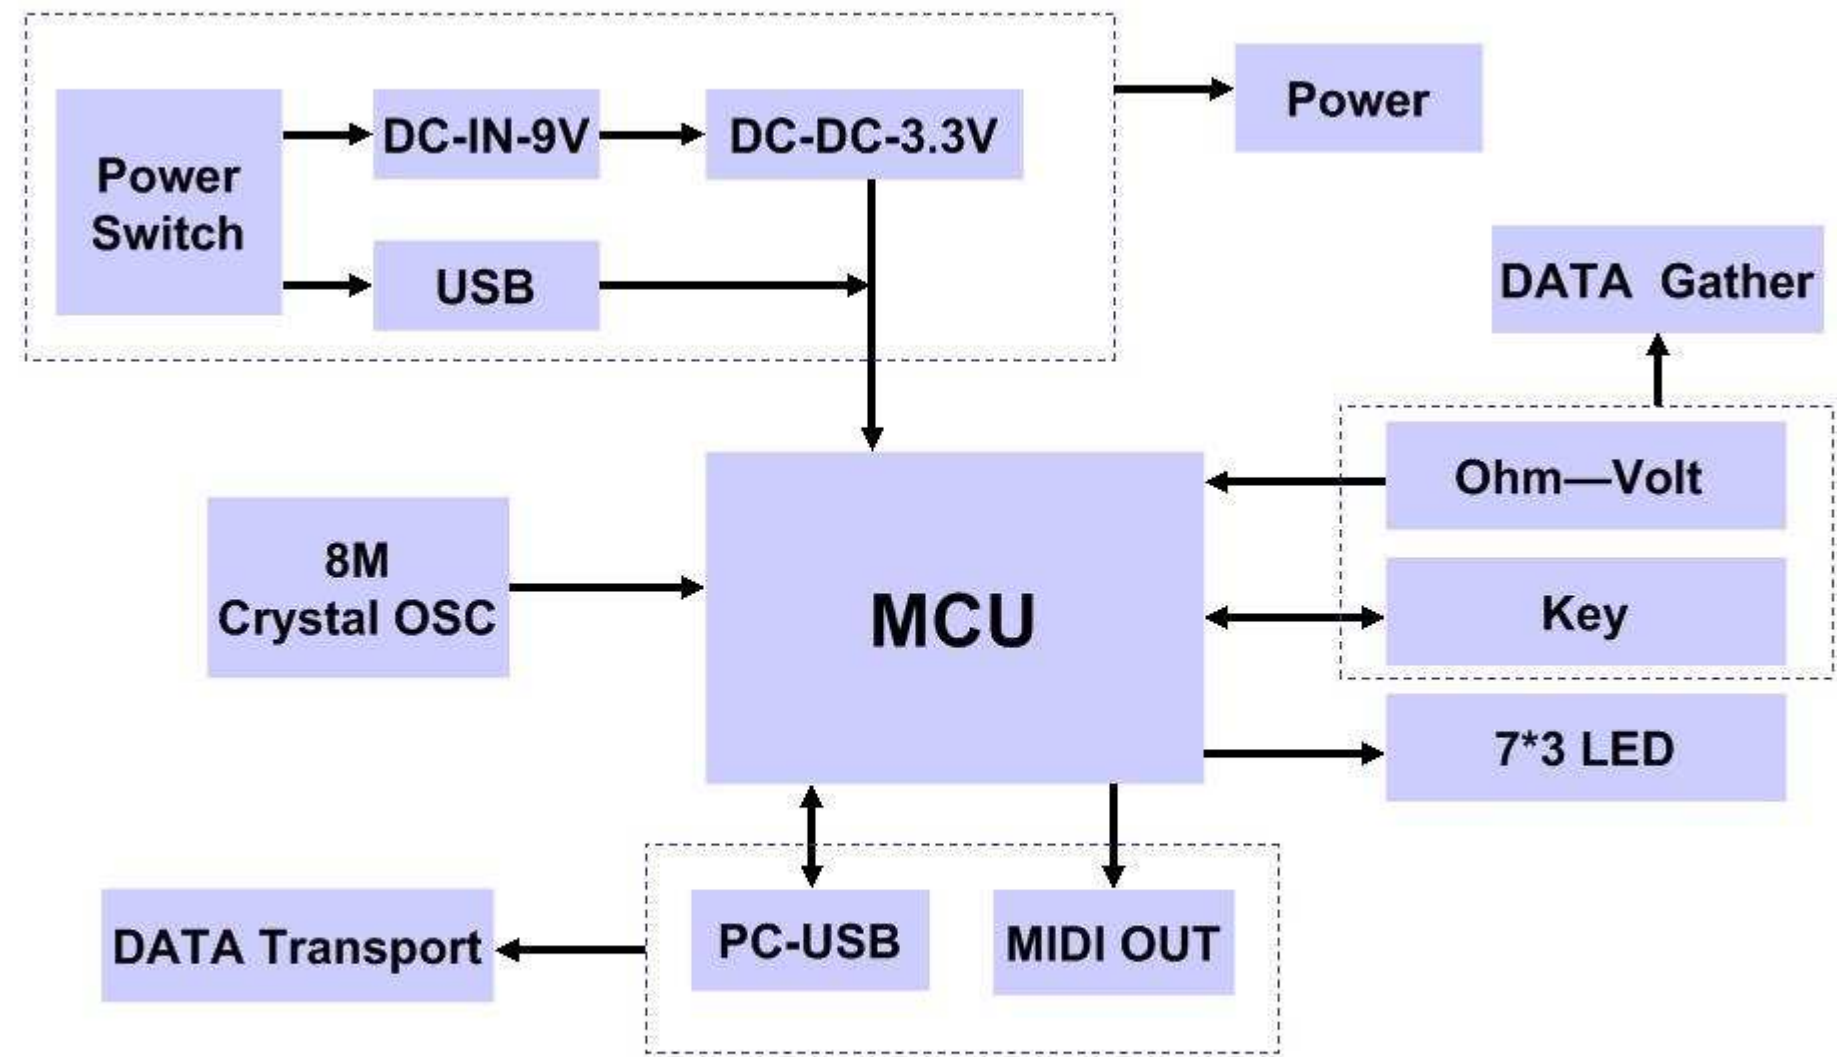 Power
DC-IN-9V
DC-DC-3.3V
Power
Switch
USB
DATA  Gather
Ohm—Volt
8M
Crystal OSC
MCU
Key
7*3 LED
DATA Transport
PC-USB
MIDI OUT